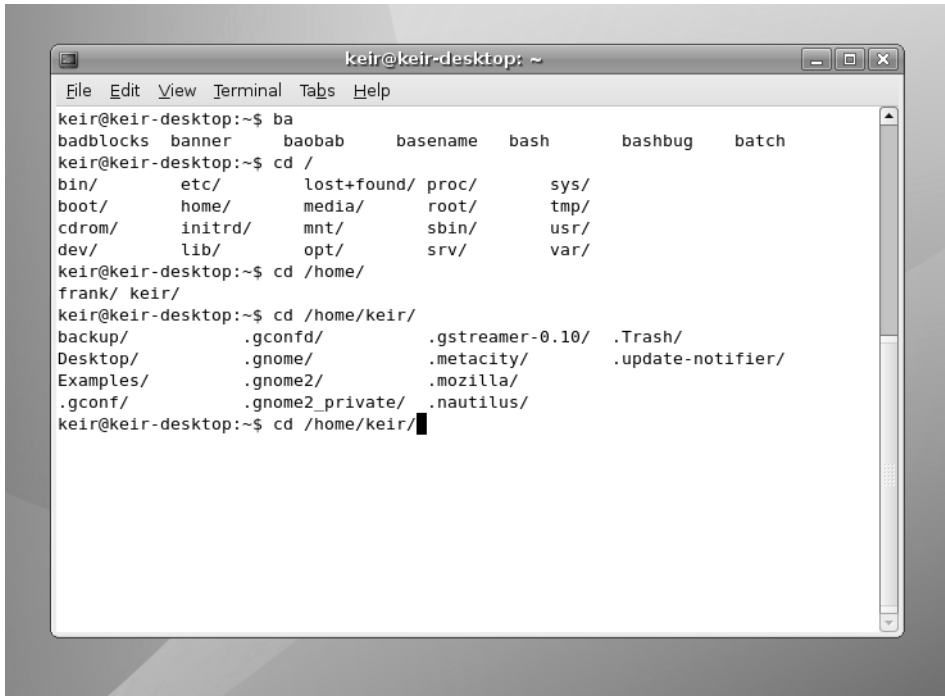 keir@keir-desktop: ~
File Edit View Terminal Tabs Help
keir@keir-desktop:~$ ba
badblocks banner baobab basename bash bashbug batch
keir@keir-desktop:~$ cd /
bin/ etc/ lost+found/ proc/ sys/
boot/ home/ media/ root/ tmp/
cdrom/ initrd/ mnt/ sbin/ usr/
dev/ lib/ opt/ srv/ var/
keir@keir-desktop:~$ cd /home/
frank/ keir/
keir@keir-desktop:~$ cd /home/keir/
backup/ .gconfd/ .gstreamer-0.10/ .Trash/
Desktop/ .gnome/ .metacity/ .update-notifier/
Examples/ .gnome2/ .mozilla/
.gconf/ .gnome2_private/ .nautilus/
keir@keir-desktop:~$ cd /home/keir/